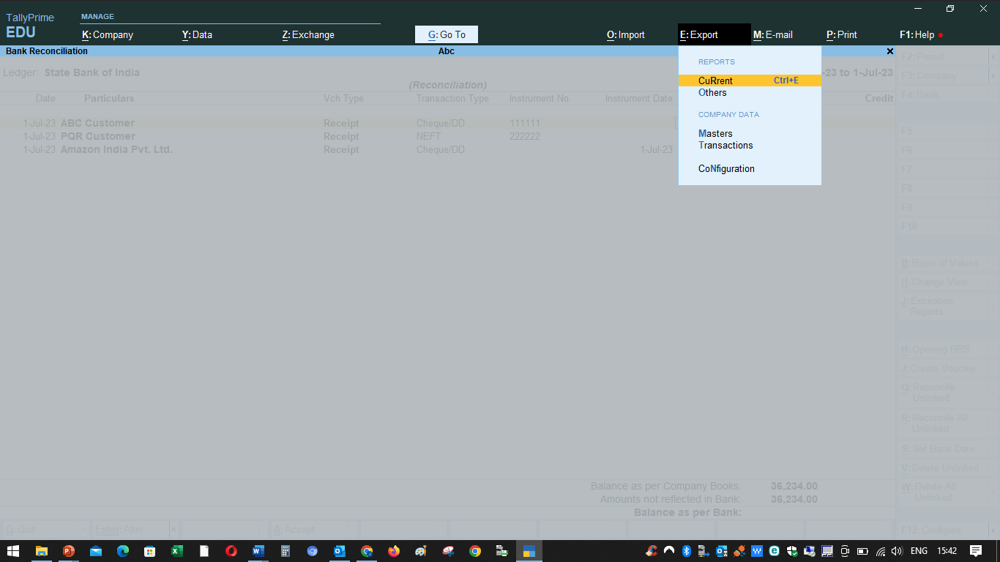 TallyPrime
EDU
MANAGE
K: Company
Y: Data
Z: Exchange
G: Go To
O: Import
E: Export
M: E-mail
P: Print
F1: Help
Bank Reconciliation
Abc
Ledger: State Bank of India
-23 to 1-Jul-23
(Reconciliation)
Date Particulars Vch Type Transaction Type Instrument No. Instrument Date Credit
1-Jul-23 ABC Customer Receipt Cheque/DD 111111
1-Jul-23 PQR Customer Receipt NEFT 222222
1-Jul-23 Amazon India Pvt. Ltd. Receipt Cheque/DD 1-Jul-23
REPORTS
CuRrent Ctrl+E
Others
COMPANY DATA
Masters
Transactions
CoNfiguration
F2: Period
F3: Company
F4: Bank
F5
F6
F7
F8
F9
F10
B: Basis of Values
H: Change View
J: Exception
Reports
H: Opening BRS
J: Create Voucher
U: Reconcile
Unlinked
R: Reconcile All
Unlinked
S: Set Bank Date
V: Delete Unlinked
W: Delete All
Unlinked
F12: Configure
Balance as per Company Books: 36,234.00
Amounts not reflected in Bank: 36,234.00
Balance as per Bank:
Q: Quit
Enter: Alter
A: Accept
ENG
15:42